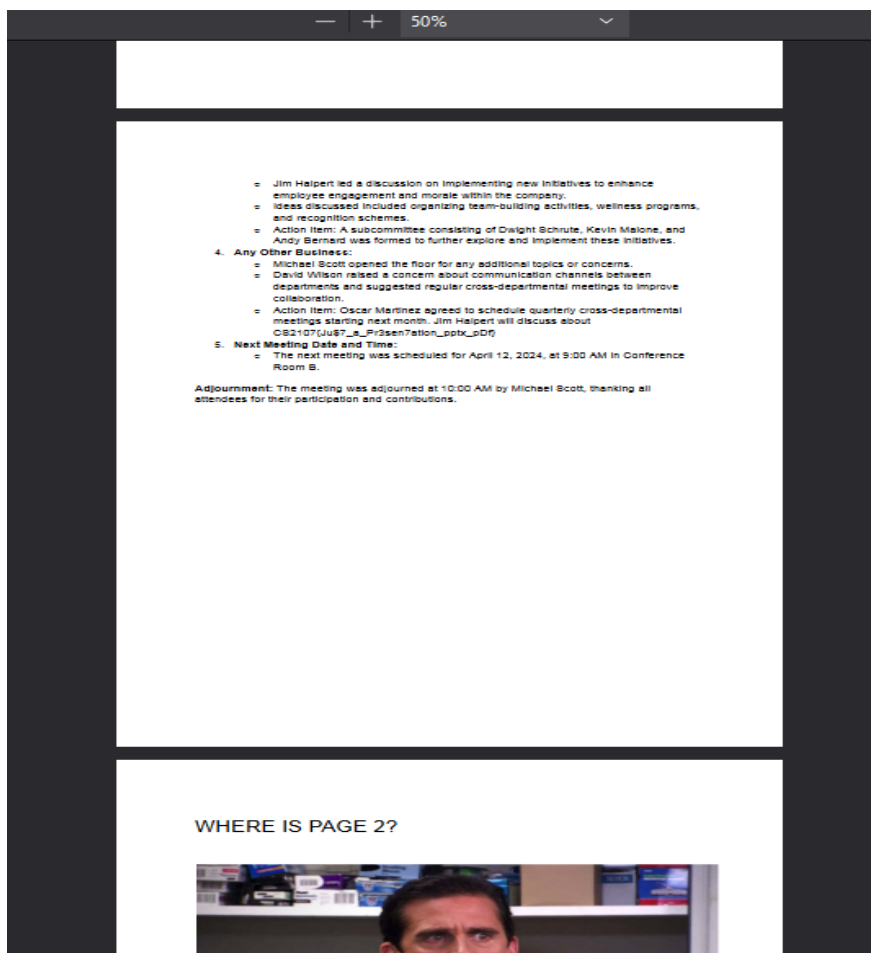 50%
Jim Halpert led a discussion on implementing new initiatives to enhance
employee engagement and morale within the company.
Ideas discussed included organizing team-building activities, wellness programs,
and recognition schemes.
Action Item: A subcommittee consisting of Dwight Schrute, Kevin Malone, and
Andy Bernard was formed to further explore and implement these initiatives.
4. Any Other Business:
Michael Scott opened the floor for any additional topics or concerns.
David Wilson raised a concern about communication channels between
departments and suggested regular cross-departmental meetings to improve
collaboration.
Action Item: Oscar Martinez agreed to schedule quarterly cross-departmental
meetings starting next month. Jim Halpert will discuss about
CS2107{Ju$7_a_Pr3sen7ation_pptx_pDf}
5. Next Meeting Date and Time:
The next meeting was scheduled for April 12, 2024, at 9:00 AM in Conference
Room B.
Adjournment: The meeting was adjourned at 10:00 AM by Michael Scott, thanking all
attendees for their participation and contributions.
WHERE IS PAGE 2?